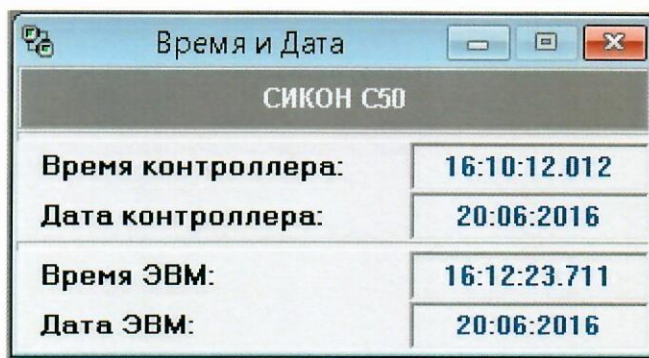 Время и Дата
СИКОН С50
Время контроллера: 16:10:12.012
Дата контроллера: 20:06:2016
Время ЭВМ: 16:12:23.711
Дата ЭВМ: 20:06:2016